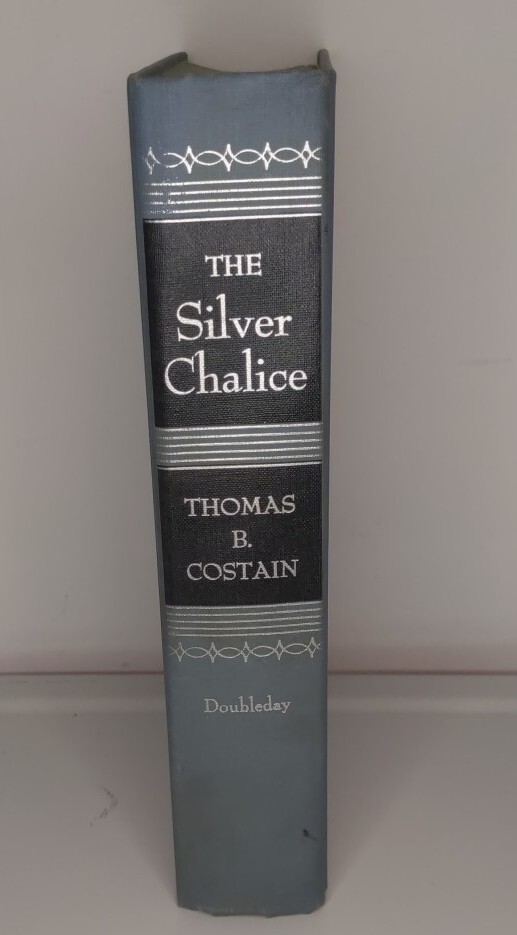 THE
Silver
Chalice
THOMAS
B.
COSTAIN
Doubleday